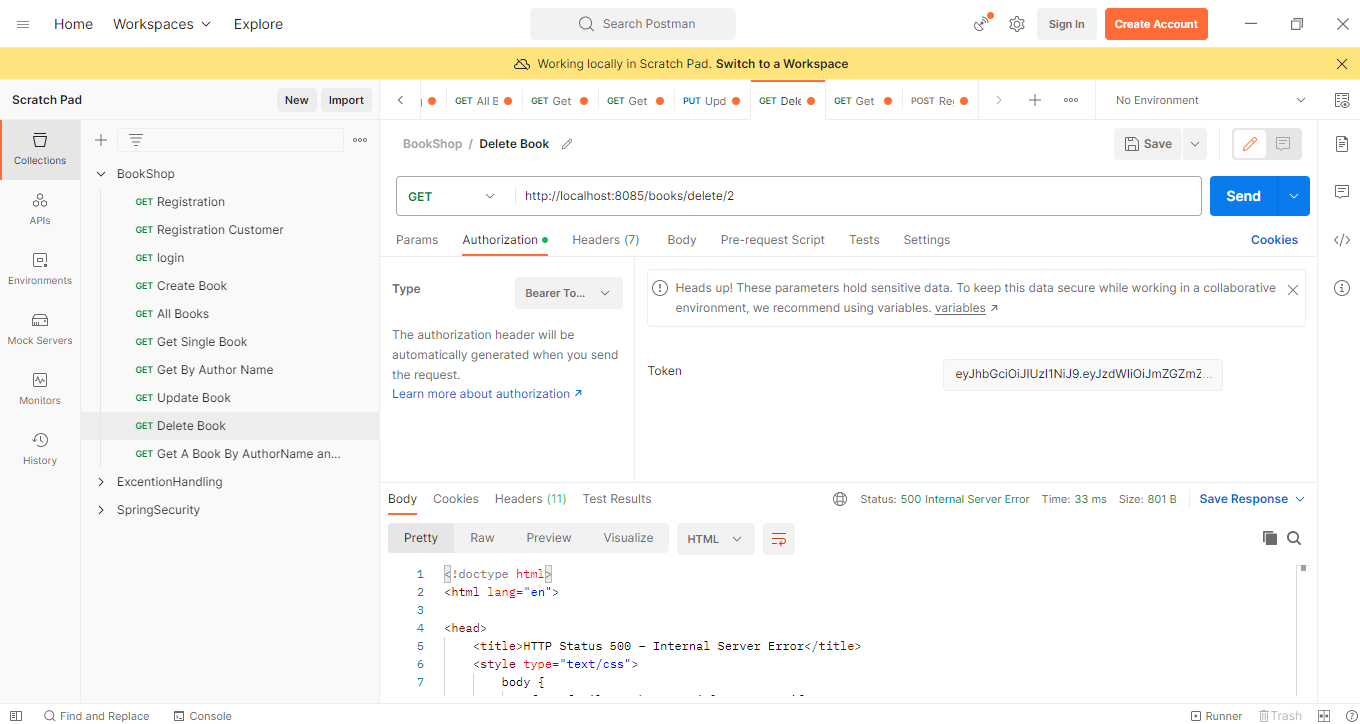 Home Workspaces Explore Search Postman Sign In Create Account
Working locally in Scratch Pad. Switch to a Workspace
Scratch Pad New Import
GET All B GET Get GET Get PUT Upd GET Dele GET Get POST Reg No Environment
Collections
APIs
Environments
Mock Servers
Monitors
History
BookShop
GET Registration
GET Registration Customer
GET login
GET Create Book
GET All Books
GET Get Single Book
GET Get By Author Name
GET Update Book
GET Delete Book
GET Get A Book By AuthorName an...
ExcentionHandling
SpringSecurity
BookShop / Delete Book Save
GET http://localhost:8085/books/delete/2 Send
Params Authorization Headers (7) Body Pre-request Script Tests Settings Cookies
Type Bearer To...
The authorization header will be
automatically generated when you send
the request.
Learn more about authorization ↗
Heads up! These parameters hold sensitive data. To keep this data secure while working in a collaborative
environment, we recommend using variables. variables ↗
Token eyJhbGciOiJIUzI1NiJ9.eyJzdWIiOiJmZGZmZ...
Body Cookies Headers (11) Test Results Status: 500 Internal Server Error Time: 33 ms Size: 801 B Save Response
Pretty Raw Preview Visualize HTML
1 <!doctype html>
2 <html lang="en">
3
4 <head>
5 <title>HTTP Status 500 – Internal Server Error</title>
6 <style type="text/css">
7 body {
Find and Replace Console Runner Trash